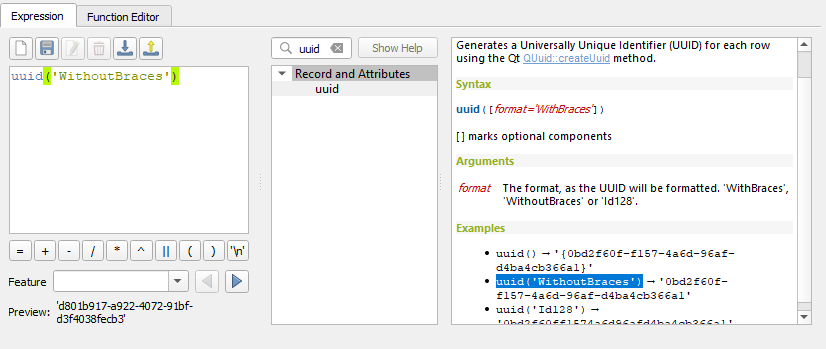 Expression
Function Editor
uuid('WithoutBraces')
= + - / * ^ || ( ) '\n'
Feature
Preview: 'd801b917-a922-4072-91bf-
d3f4038fecb3'
uuid
Show Help
Record and Attributes
uuid
Generates a Universally Unique Identifier (UUID) for each row
using the Qt QUuid::createUuid method.
Syntax
uuid([format='WithBraces'])
[ ] marks optional components
Arguments
format The format, as the UUID will be formatted. 'WithBraces',
'WithoutBraces' or 'Id128'.
Examples
• uuid() → '{0bd2f60f-f157-4a6d-96af-
d4ba4cb366a1}'
• uuid('WithoutBraces') → '0bd2f60f-
f157-4a6d-96af-d4ba4cb366a1'
• uuid('Id128') →
'0bd2f60ff1574a6d96afd4ba4cb366a1'